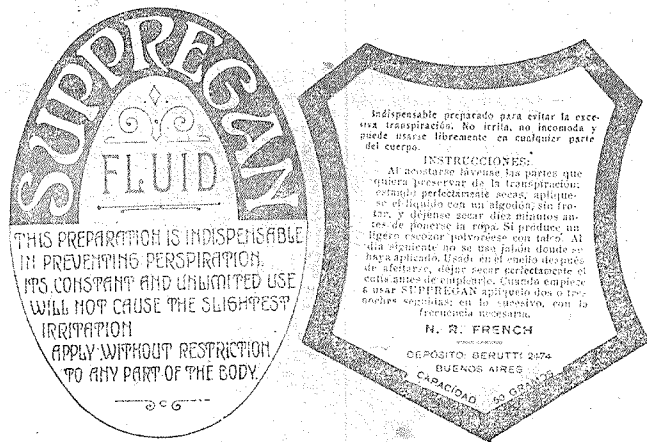 SUPPREGAN
FLUID
THIS PREPARATION IS INDISPENSABLE
IN PREVENTING PERSPIRATION.
ITS CONSTANT AND UNLIMITED USE
WILL NOT CAUSE THE SLIGHTEST
IRRITATION
APPLY WITHOUT RESTRICTION
TO ANY PART OF THE BODY.
Indispensable preparado para evitar la exce-
siva transpiración. No irrita, no incomoda y
puede usarse libremente en cualquier parte
del cuerpo.
INSTRUCCIONES:
Al acostarse lávense las partes que
quiera preservar de la transpiración;
estando perfectamente secas, aplíque-
se el líquido con un algodón, sin fro-
tar, y déjense secar diez minutos an-
tes de ponerse la ropa. Si produce un
ligero escozor polvoréese con talco. Al
día siguiente no se use jabón donde se
haya aplicado. Usado en el cuello después
de afeitarse, dejar secar perfectamente el
cutis antes de emplearlo. Cuando empiece
a usar SUPPREGAN aplíquelo dos o tres
noches seguidas; en lo sucesivo, con la
frecuencia necesaria.
N. R. FRENCH
DEPÓSITO: BERUTTI 2474
BUENOS AIRES
CAPACIDAD 50 GRAMOS